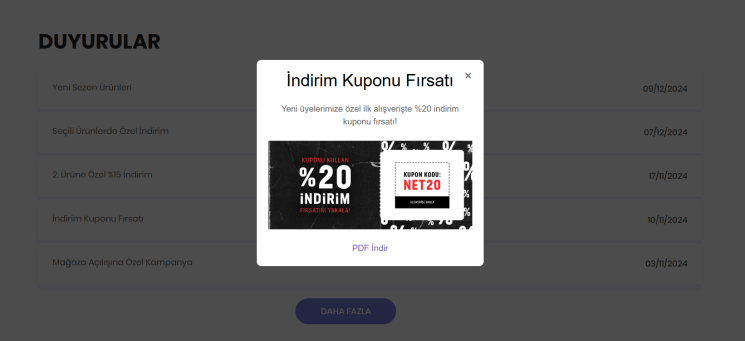 DUYURULAR
İndirim Kuponu Fırsatı
×
Yeni üyelerimize özel ilk alışverişte %20 indirim
kuponu fırsatı!
KUPONU KULLAN
%20
İNDİRİM
FIRSATINI YAKALA!
KUPON KODU:
NET20
PDF İndir
Yeni Sezon Ürünleri
09/12/2024
Seçili Ürünlerde Özel İndirim
07/12/2024
2. Ürüne Özel %15 İndirim
17/11/2024
İndirim Kuponu Fırsatı
10/11/2024
Mağaza Açılışına Özel Kampanya
03/11/2024
DAHA FAZLA